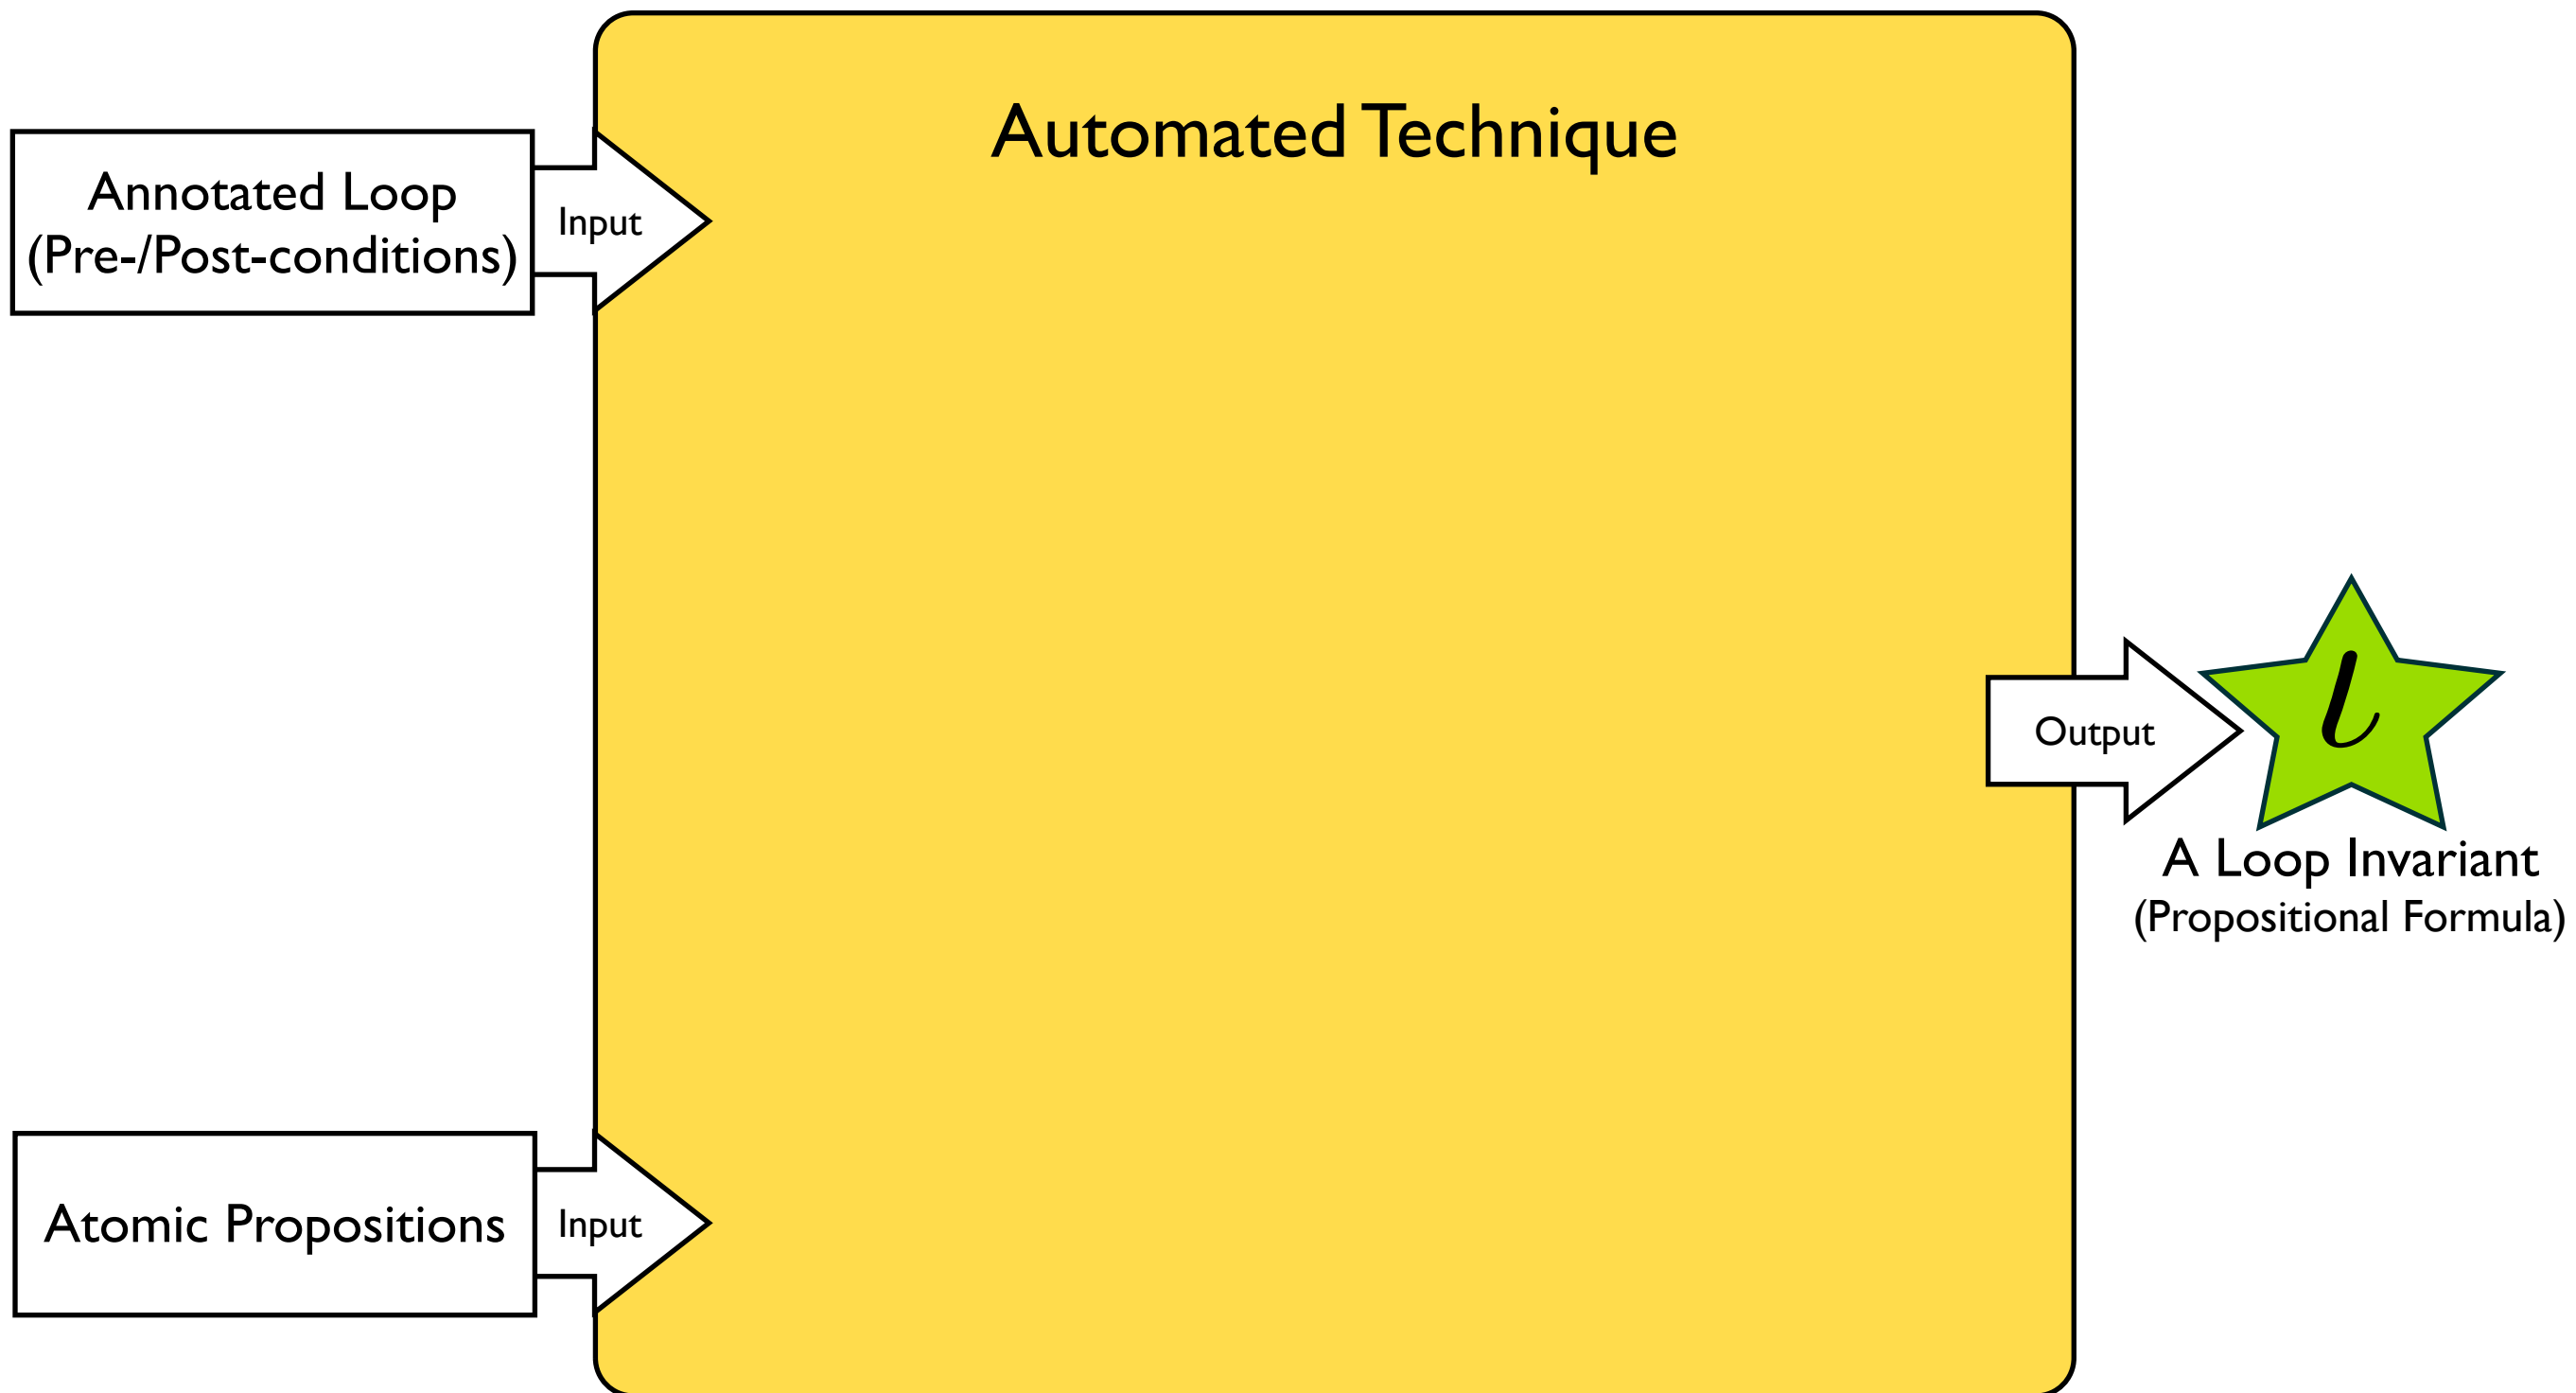 Automated Technique
Annotated Loop
(Pre-/Post-conditions)
Input
Output
ι
A Loop Invariant
(Propositional Formula)
Atomic Propositions
Input